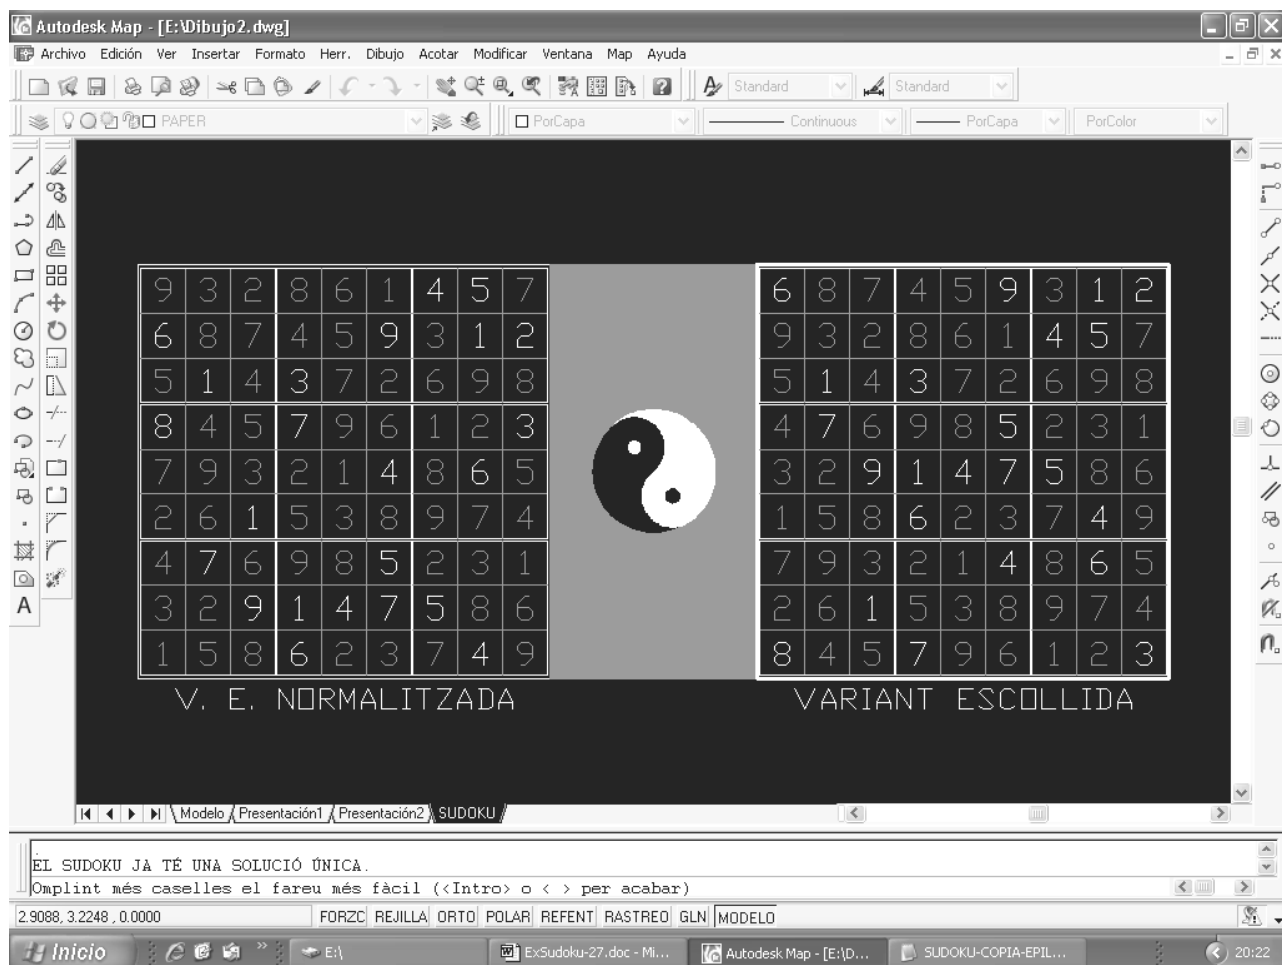 Autodesk Map - [E:\Dibujo2.dwg]
Archivo Edición Ver Insertar Formato Herr. Dibujo Acotar Modificar Ventana Map Ayuda
Standard Standard
PAPER PorCapa Continuous PorCapa PorColor
9 3 2 8 6 1 4 5 7 6 8 7 4 5 9 3 1 2
6 8 7 4 5 9 3 1 2 9 3 2 8 6 1 4 5 7
5 1 4 3 7 2 6 9 8 5 1 4 3 7 2 6 9 8
8 4 5 7 9 6 1 2 3 4 7 6 9 8 5 2 3 1
7 9 3 2 1 4 8 6 5 3 2 9 1 4 7 5 8 6
2 6 1 5 3 8 9 7 4 1 5 8 6 2 3 7 4 9
4 7 6 9 8 5 2 3 1 7 9 3 2 1 4 8 6 5
3 2 9 1 4 7 5 8 6 2 6 1 5 3 8 9 7 4
1 5 8 6 2 3 7 4 9 8 4 5 7 9 6 1 2 3
V. E. NORMALITZADA VARIANT ESCOLLIDA
A
Modelo Presentación1 Presentación2 SUDOKU
EL SUDOKU JA TÉ UNA SOLUCIÓ ÚNICA.
Omplint més caselles el fareu més fàcil (<Intro> o < > per acabar)
2.9088, 3.2248 , 0.0000 FORZC REJILLA ORTO POLAR REFENT RASTREO GLN MODELO
Inicio » E:\ ExSudoku-27.doc - Mi... Autodesk Map - [E:\D... SUDOKU-COPIA-EPIL... 20:22